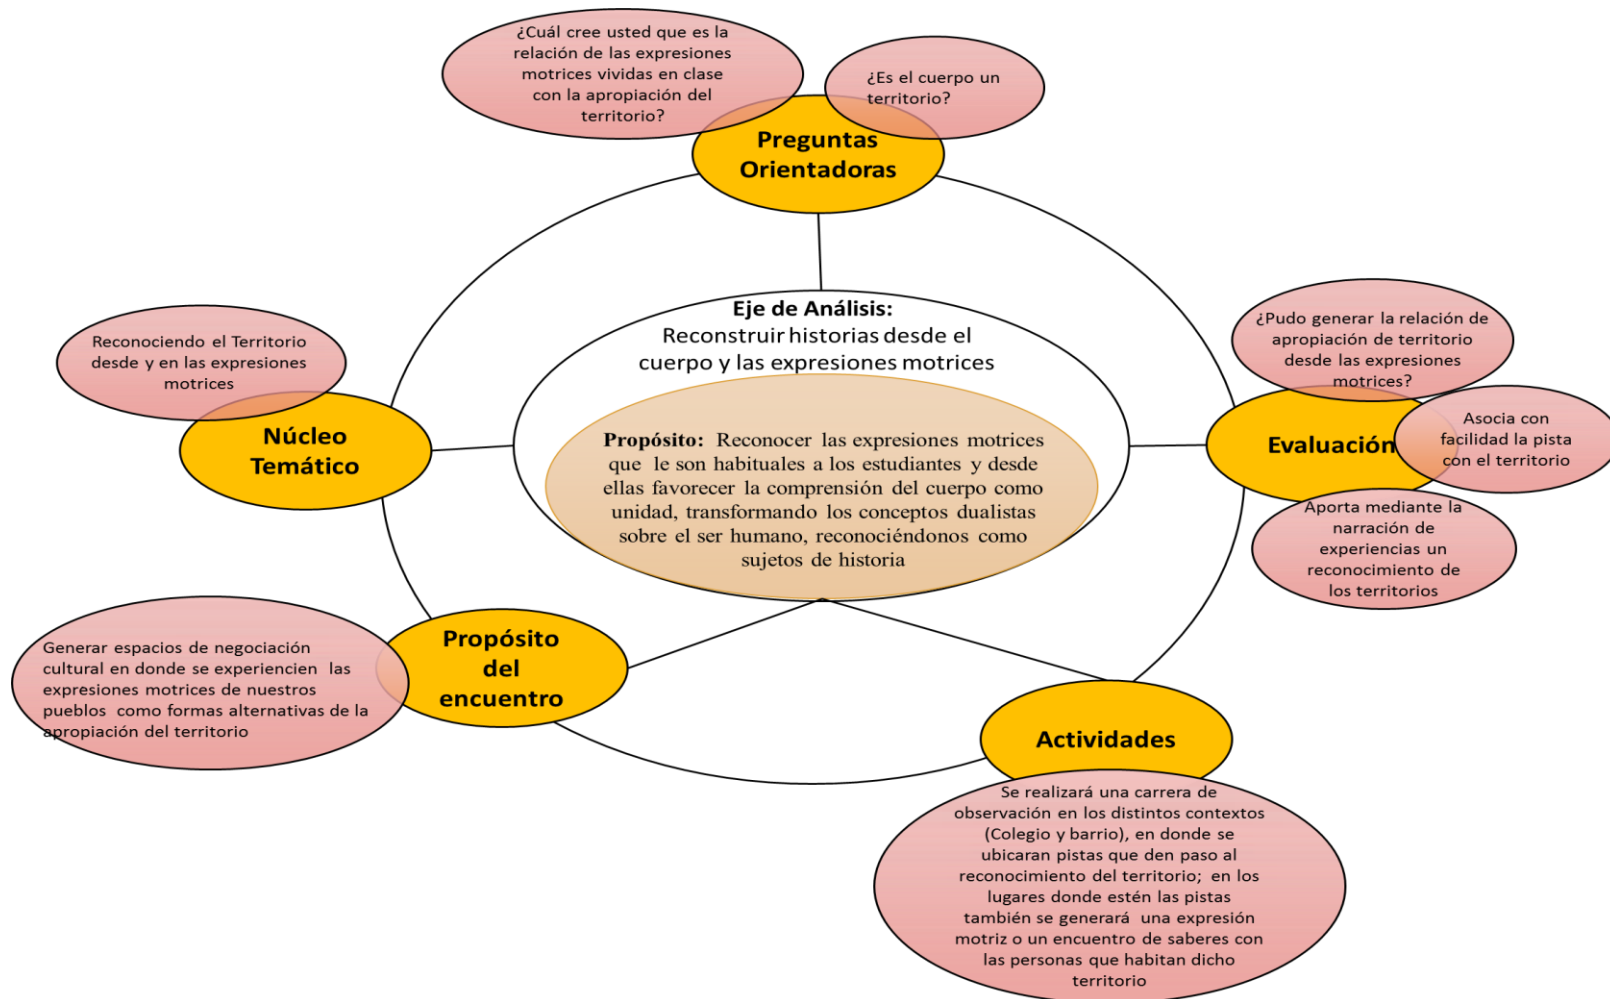 ¿Cuál cree usted que es la
relación de las expresiones
motrices vividas en clase
con la apropiación del
territorio?
¿Es el cuerpo un
territorio?
Preguntas
Orientadoras
Eje de Análisis:
Reconstruir historias desde el
cuerpo y las expresiones motrices
Propósito: Reconocer las expresiones motrices
que le son habituales a los estudiantes y desde
ellas favorecer la comprensión del cuerpo como
unidad, transformando los conceptos dualistas
sobre el ser humano, reconociéndonos como
sujetos de historia
Reconociendo el Territorio
desde y en las expresiones
motrices
Núcleo
Temático
¿Pudo generar la relación de
apropiación de territorio
desde las expresiones
motrices?
Evaluación
Asocia con
facilidad la pista
con el territorio
Aporta mediante la
narración de
experiencias un
reconocimiento de
los territorios
Generar espacios de negociación
cultural en donde se experiencien las
expresiones motrices de nuestros
pueblos como formas alternativas de la
apropiación del territorio
Propósito
del
encuentro
Actividades
Se realizará una carrera de
observación en los distintos contextos
(Colegio y barrio), en donde se
ubicaran pistas que den paso al
reconocimiento del territorio; en los
lugares donde estén las pistas
también se generará una expresión
motriz o un encuentro de saberes con
las personas que habitan dicho
territorio